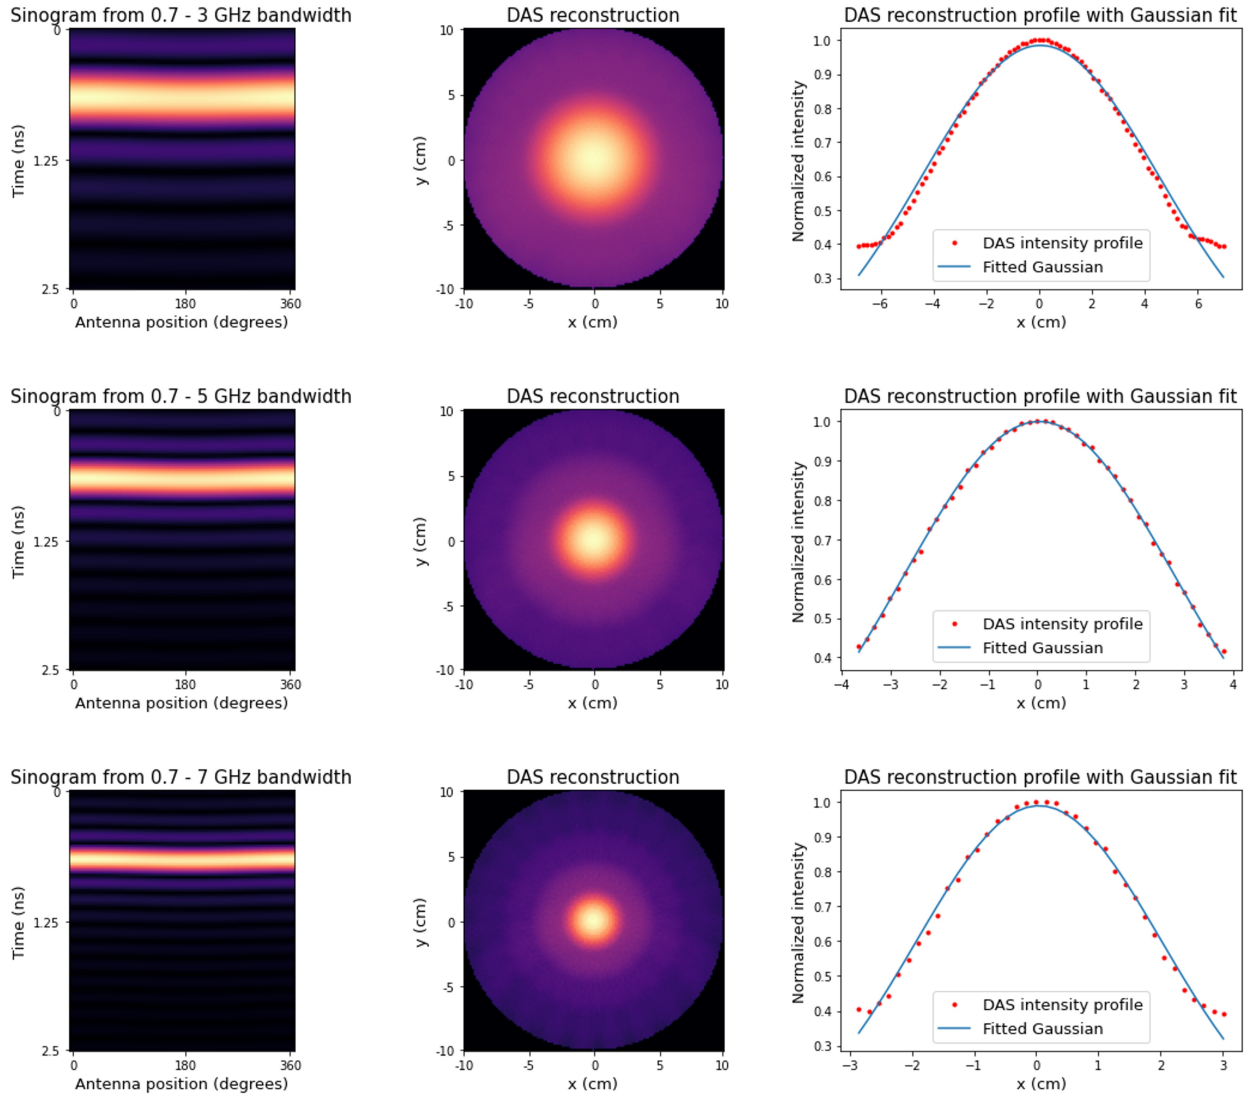 Sinogram from 0.7 - 3 GHz bandwidth
0
1.25
2.5
Time (ns)
0 180 360
Antenna position (degrees)
DAS reconstruction
10
5
0
-5
-10
y (cm)
-10 -5 0 5 10
x (cm)
DAS reconstruction profile with Gaussian fit
1.0
0.9
0.8
0.7
0.6
0.5
0.4
0.3
Normalized intensity
DAS intensity profile
Fitted Gaussian
−6 −4 −2 0 2 4 6
x (cm)
Sinogram from 0.7 - 5 GHz bandwidth
0
1.25
2.5
Time (ns)
0 180 360
Antenna position (degrees)
DAS reconstruction
10
5
0
-5
-10
y (cm)
-10 -5 0 5 10
x (cm)
DAS reconstruction profile with Gaussian fit
1.0
0.9
0.8
0.7
0.6
0.5
0.4
Normalized intensity
DAS intensity profile
Fitted Gaussian
−4 −3 −2 −1 0 1 2 3 4
x (cm)
Sinogram from 0.7 - 7 GHz bandwidth
0
1.25
2.5
Time (ns)
0 180 360
Antenna position (degrees)
DAS reconstruction
10
5
0
-5
-10
y (cm)
-10 -5 0 5 10
x (cm)
DAS reconstruction profile with Gaussian fit
1.0
0.9
0.8
0.7
0.6
0.5
0.4
0.3
Normalized intensity
DAS intensity profile
Fitted Gaussian
−3 −2 −1 0 1 2 3
x (cm)